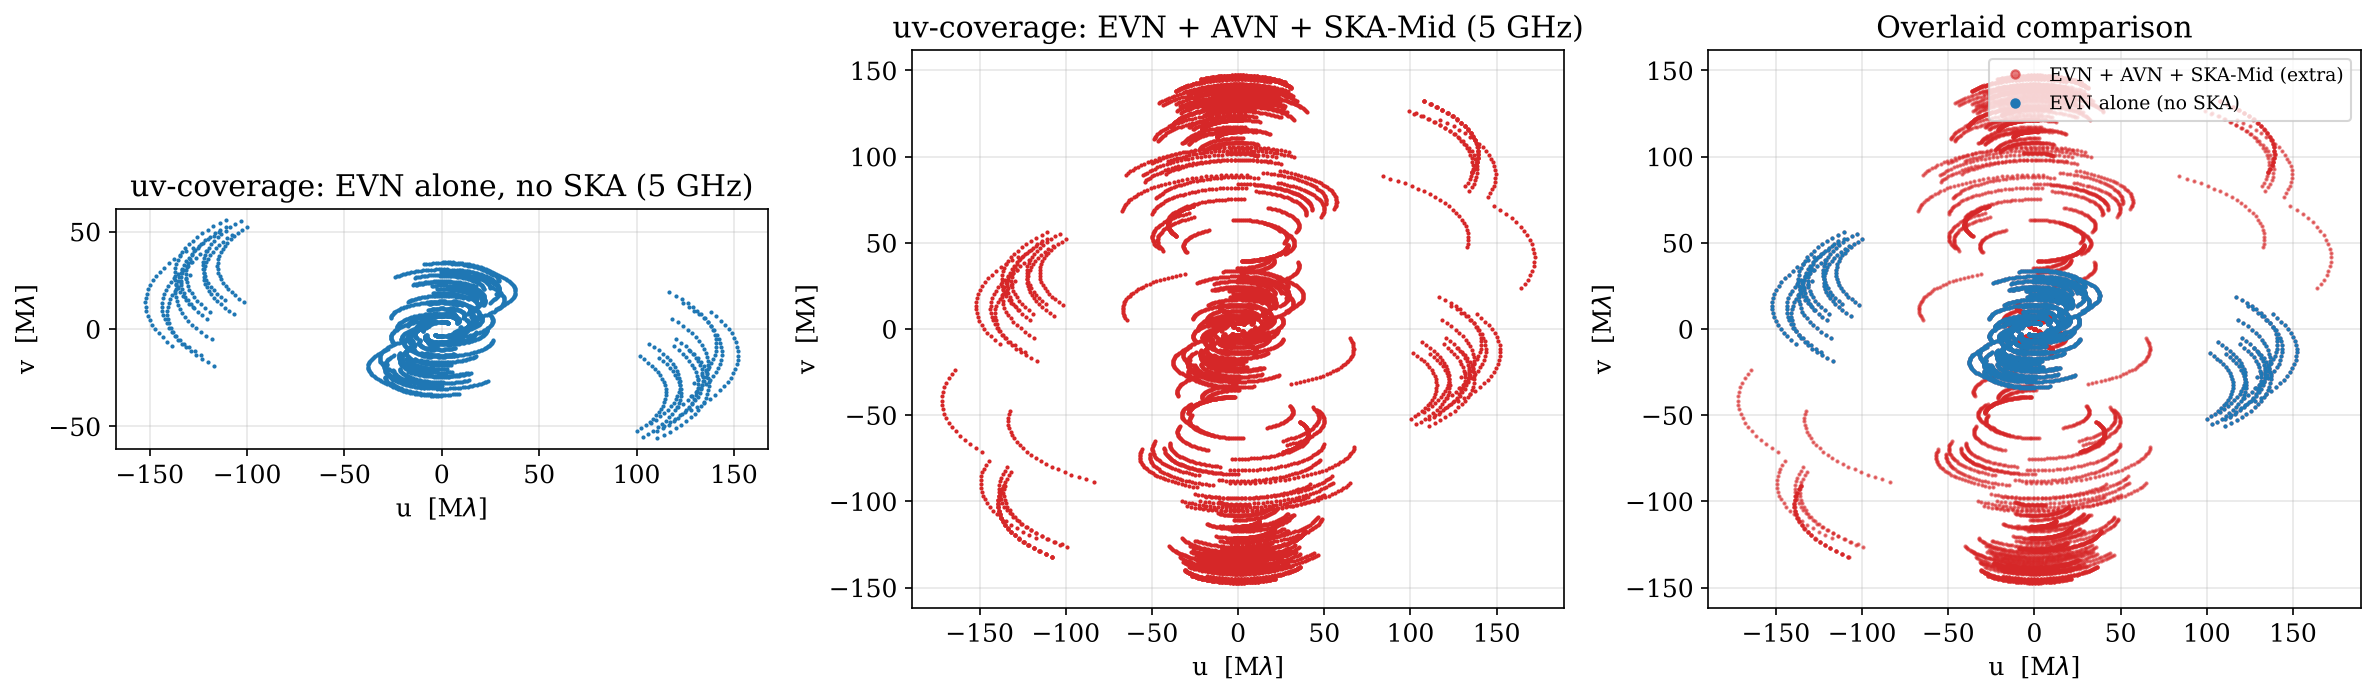 uv-coverage: EVN alone, no SKA (5 GHz)
50
0
−50
v [Mλ]
−150 −100 −50 0 50 100 150
u [Mλ]
uv-coverage: EVN + AVN + SKA-Mid (5 GHz)
150
100
50
0
−50
−100
−150
v [Mλ]
−150 −100 −50 0 50 100 150
u [Mλ]
Overlaid comparison
EVN + AVN + SKA-Mid (extra)
EVN alone (no SKA)
150
100
50
0
−50
−100
−150
v [Mλ]
−150 −100 −50 0 50 100 150
u [Mλ]